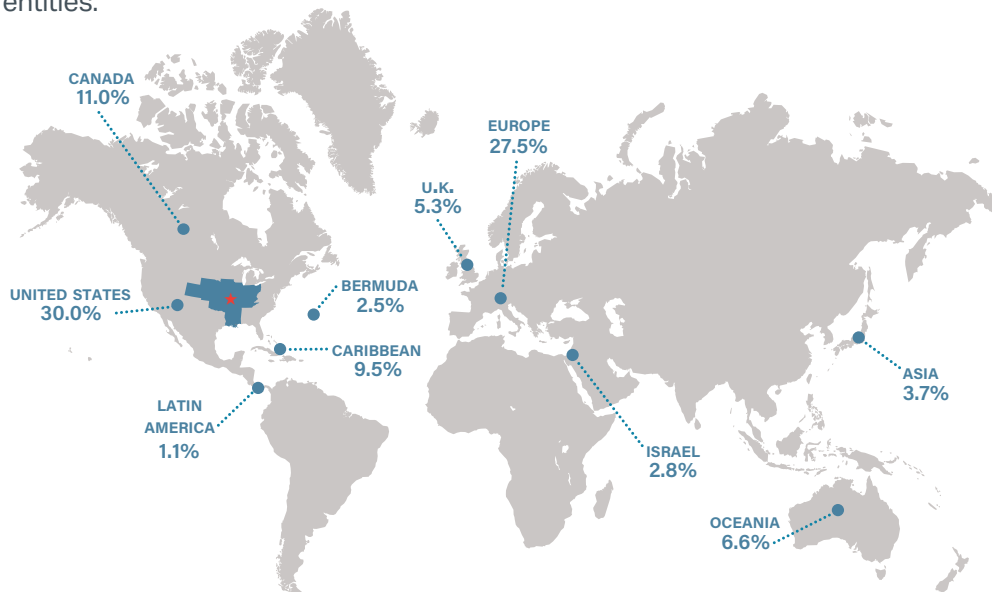 entities.
CANADA
11.0%
EUROPE
27.5%
U.K.
5.3%
UNITED STATES
30.0%
BERMUDA
2.5%
CARIBBEAN
9.5%
LATIN
AMERICA
1.1%
ASIA
3.7%
ISRAEL
2.8%
OCEANIA
6.6%